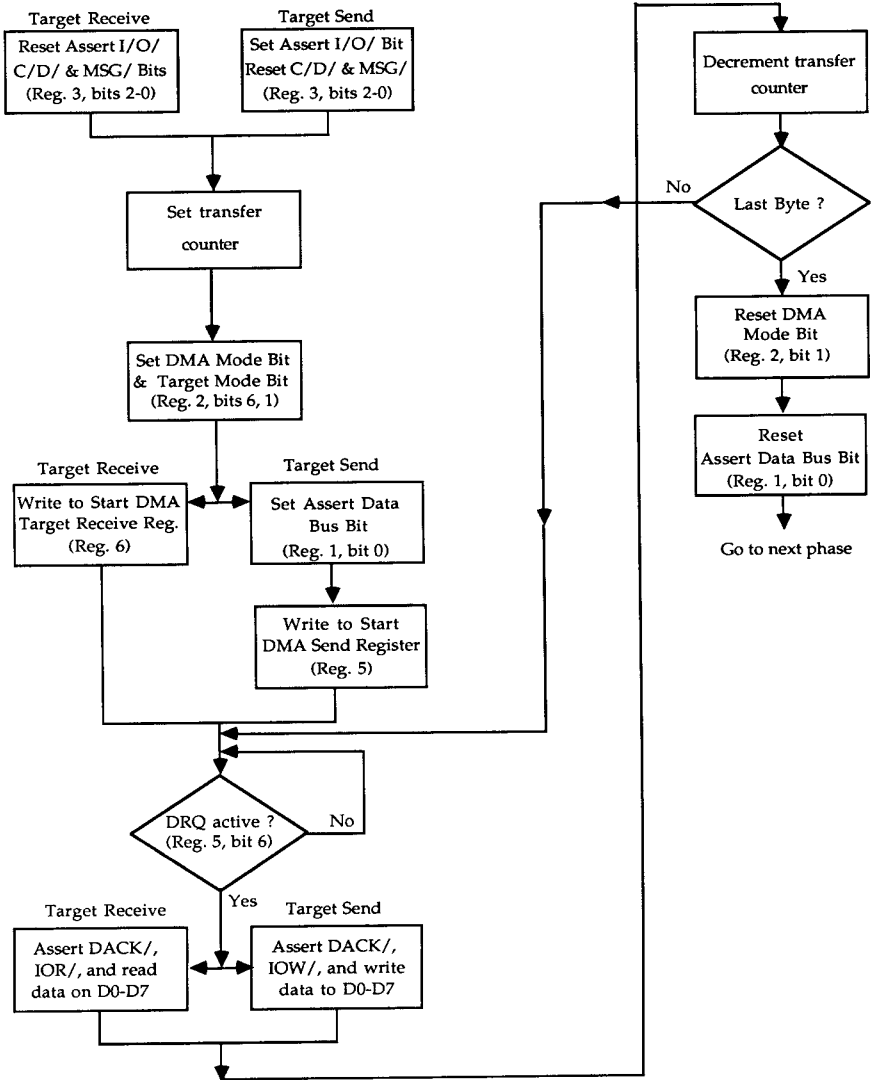 Target Receive
Reset Assert I/O/
C/D/ & MSG/ Bits
(Reg. 3, bits 2-0)
Target Send
Set Assert I/O/ Bit
Reset C/D/ & MSG/
(Reg. 3, bits 2-0)
Set transfer
counter
Set DMA Mode Bit
& Target Mode Bit
(Reg. 2, bits 6, 1)
Target Receive
Write to Start DMA
Target Receive Reg.
(Reg. 6)
Target Send
Set Assert Data
Bus Bit
(Reg. 1, bit 0)
Write to Start
DMA Send Register
(Reg. 5)
DRQ active ?
(Reg. 5, bit 6)
No
Yes
Target Receive
Assert DACK/,
IOR/, and read
data on D0-D7
Target Send
Assert DACK/,
IOW/, and write
data to D0-D7
Decrement transfer
counter
Last Byte ?
No
Yes
Reset DMA
Mode Bit
(Reg. 2, bit 1)
Reset
Assert Data Bus Bit
(Reg. 1, bit 0)
Go to next phase